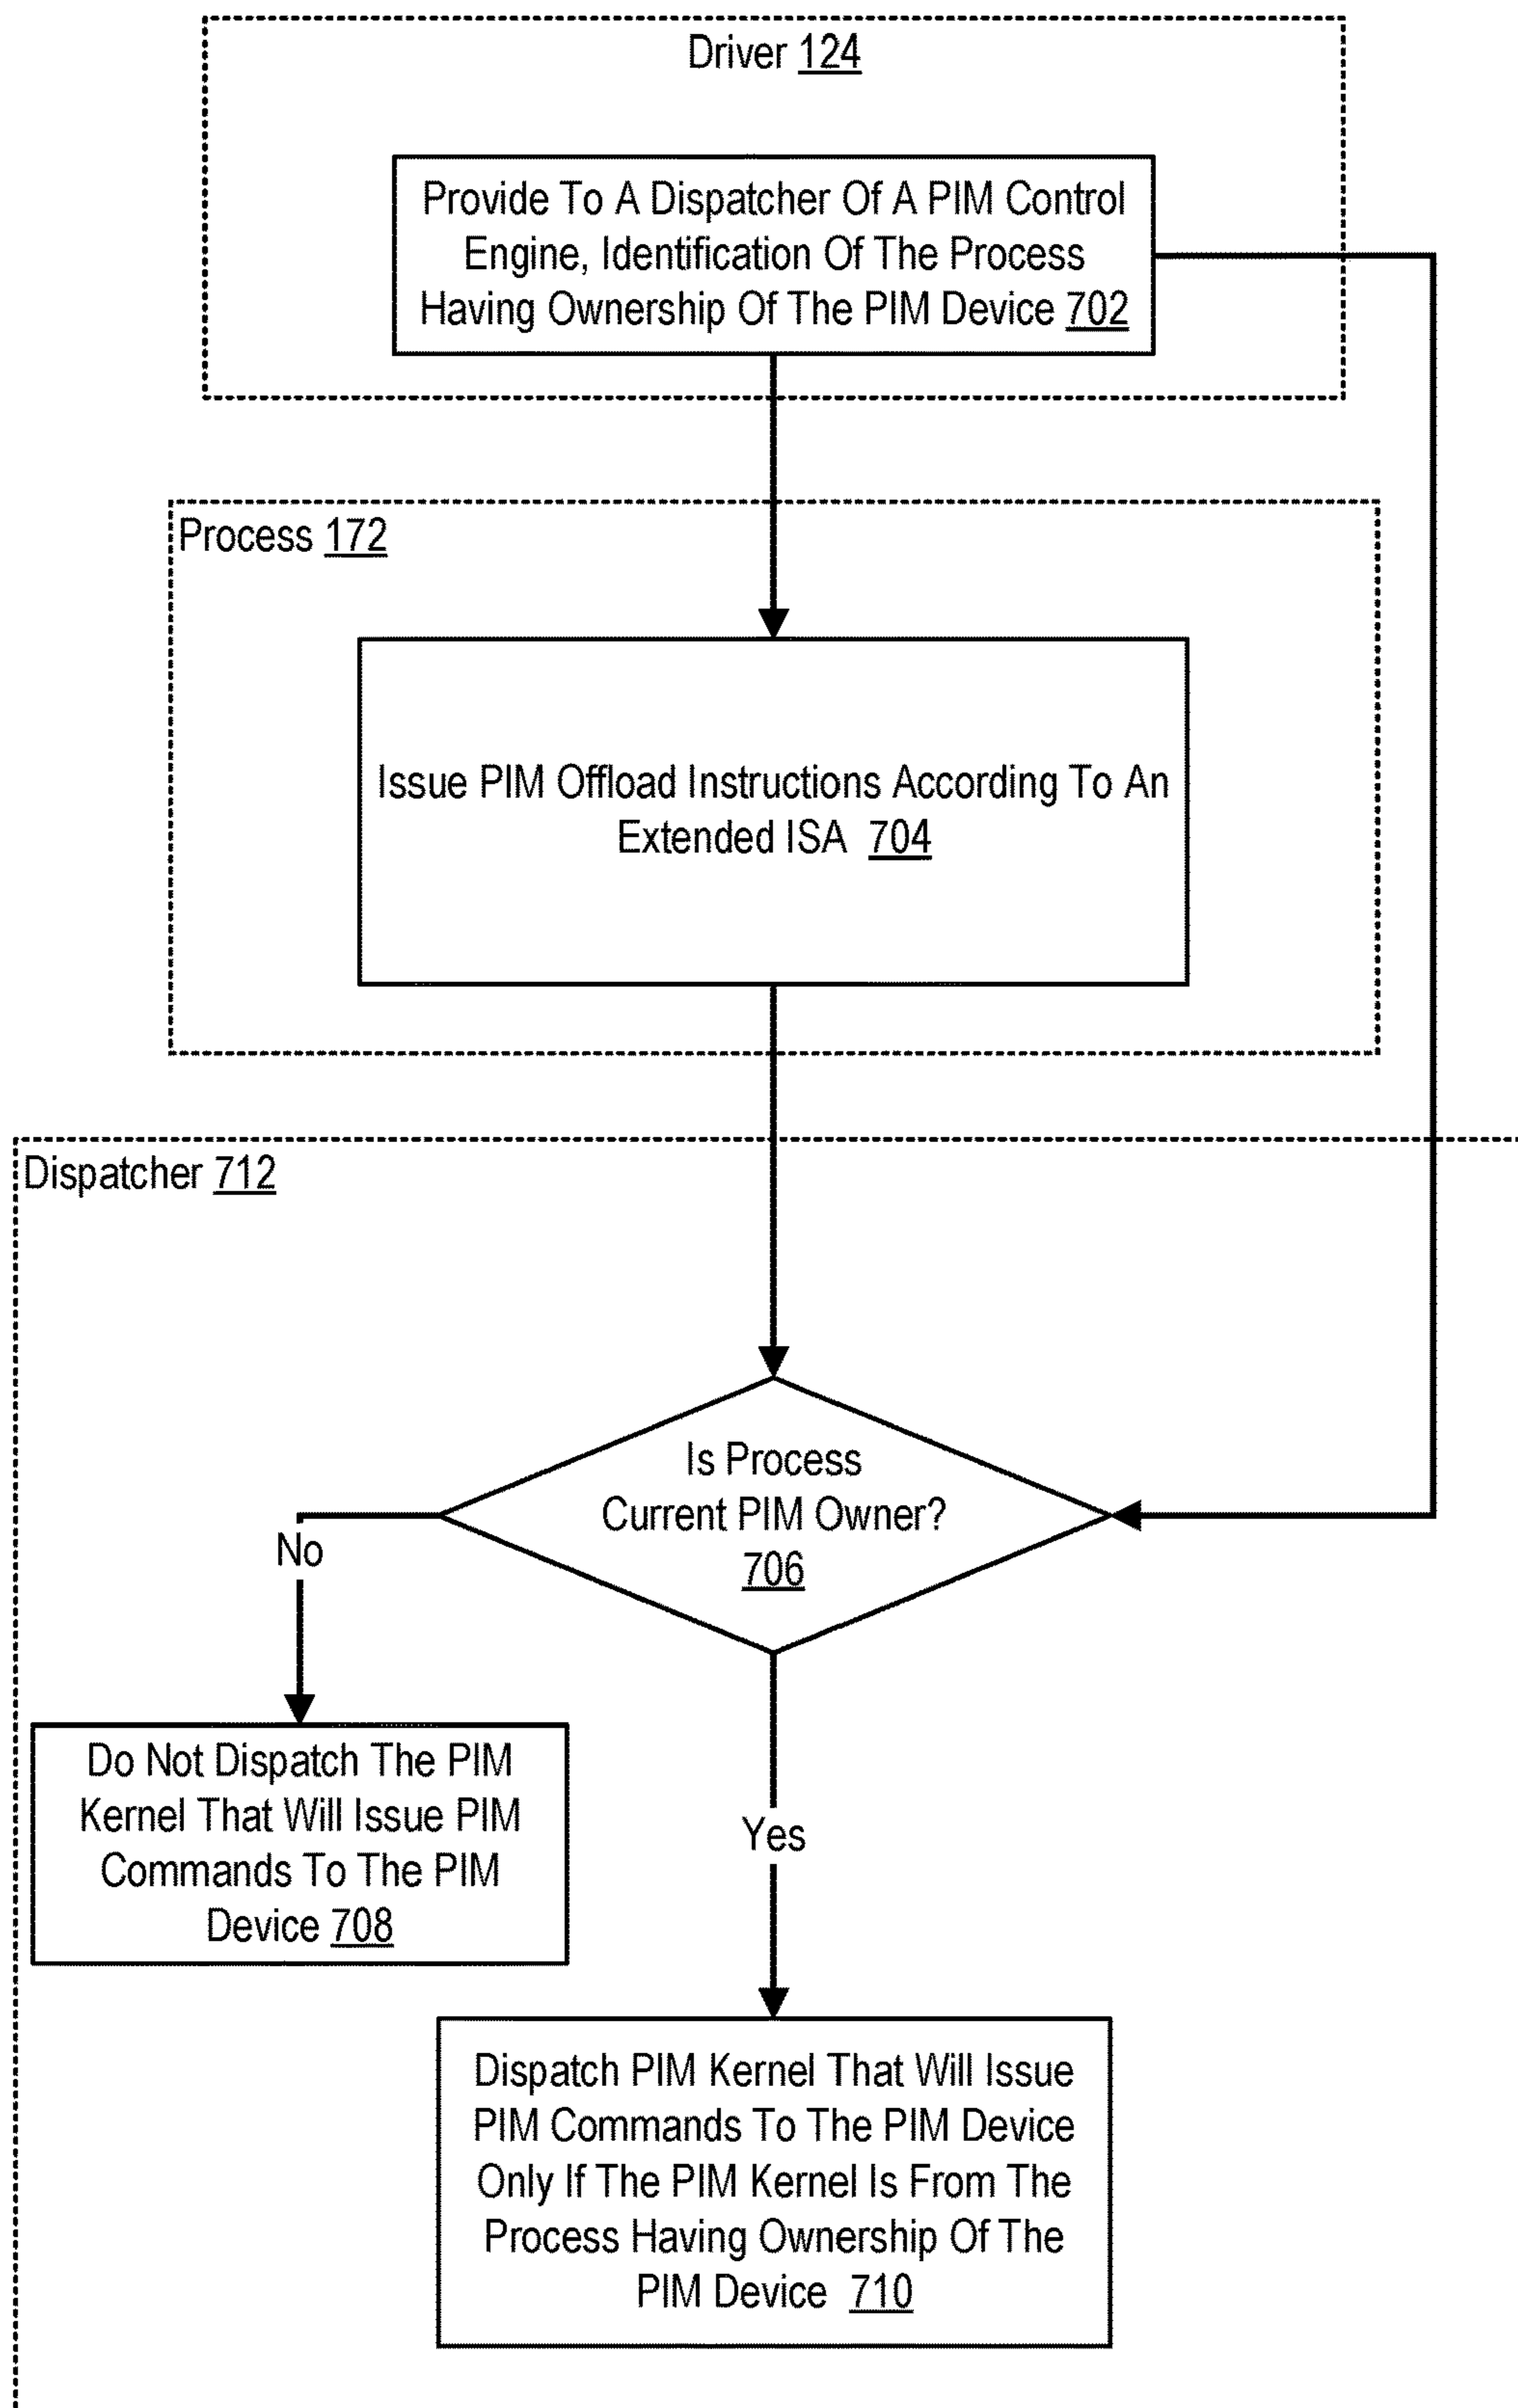 Driver 124
Provide To A Dispatcher Of A PIM Control
Engine, Identification Of The Process
Having Ownership Of The PIM Device 702
Process 172
Issue PIM Offload Instructions According To An
Extended ISA 704
Dispatcher 712
Is Process
Current PIM Owner?
706
No
Do Not Dispatch The PIM
Kernel That Will Issue PIM
Commands To The PIM
Device 708
Yes
Dispatch PIM Kernel That Will Issue
PIM Commands To The PIM Device
Only If The PIM Kernel Is From The
Process Having Ownership Of The
PIM Device 710